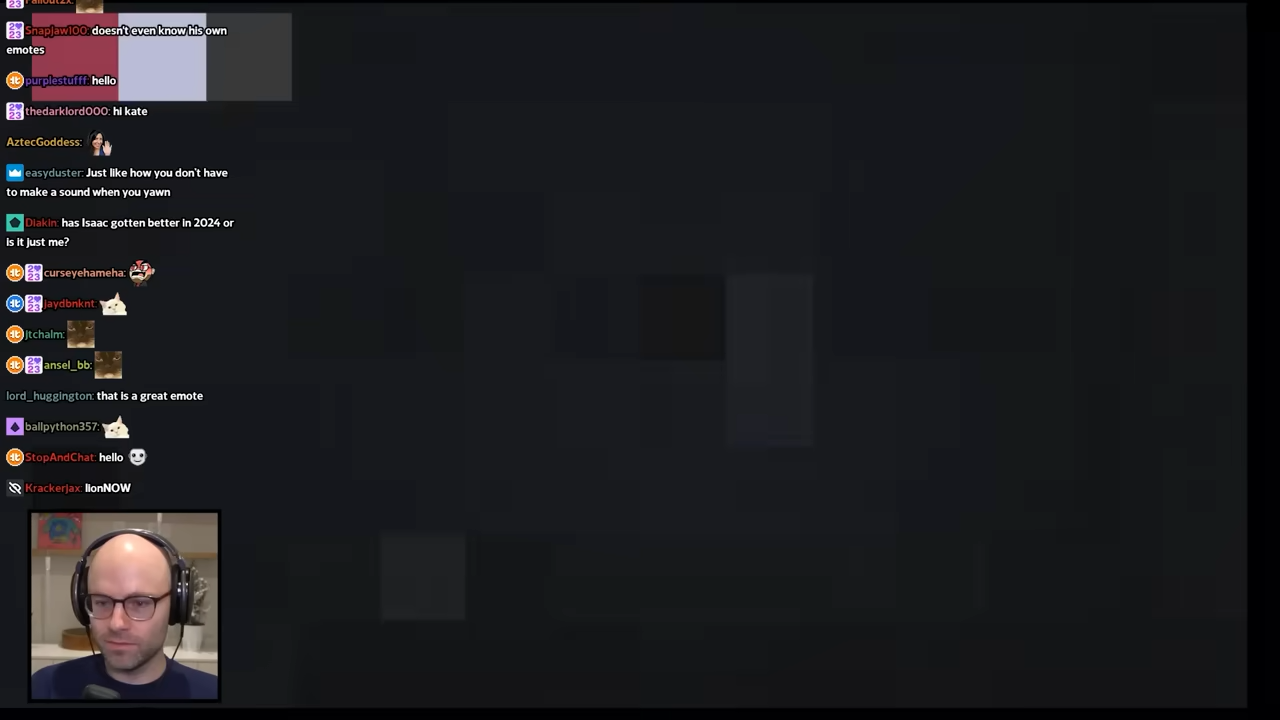 Fallout2x:
Snapjaw100: doesn't even know his own
emotes
purplestufff: hello
thedarklord000: hi kate
AztecGoddess:
easyduster: Just like how you don't have
to make a sound when you yawn
Diakin: has Isaac gotten better in 2024 or
is it just me?
curseyehameha:
jaydbnknt:
jtchalm:
ansel_bb:
lord_huggington: that is a great emote
ballpython357:
StopAndChat: hello
Krackerjax: lionNOW